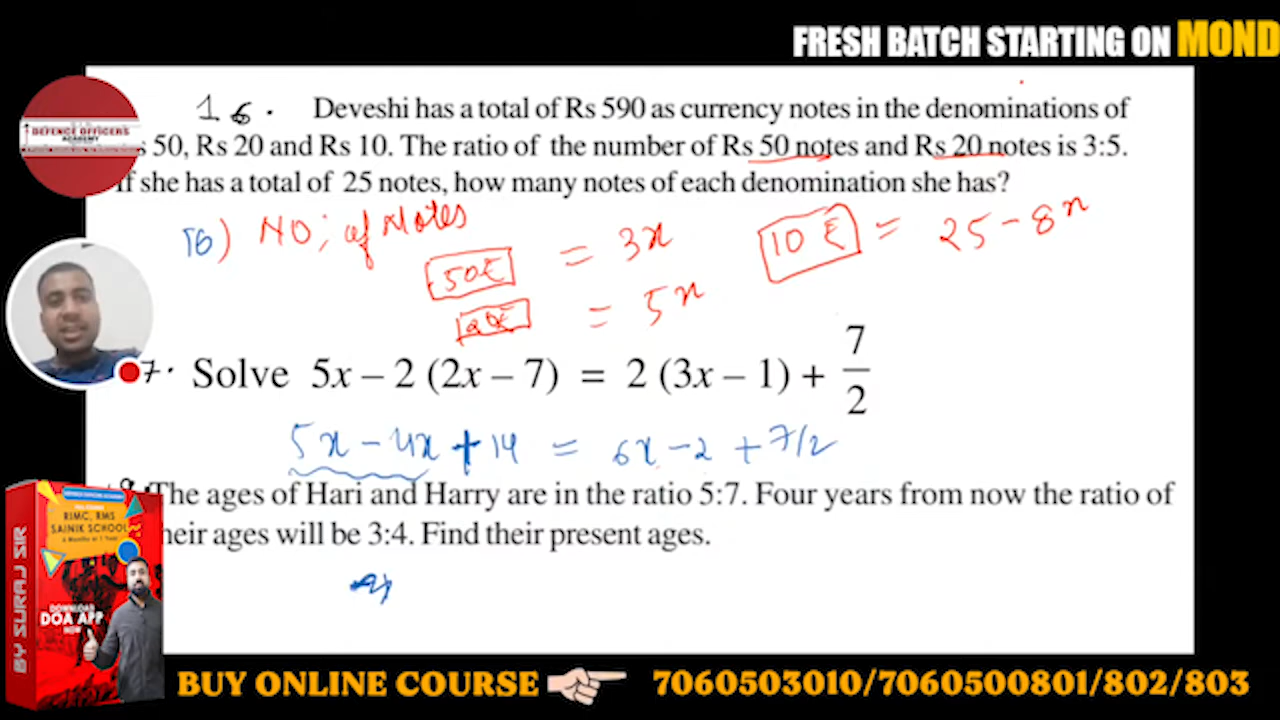 FRESH BATCH STARTING ON MOND
16. Deveshi has a total of Rs 590 as currency notes in the denominations of
50, Rs 20 and Rs 10. The ratio of the number of Rs 50 notes and Rs 20 notes is 3:5.
If she has a total of 25 notes, how many notes of each denomination she has?
DEFENCE OFFICERS
ACADEMY
16) NO; of Notes
50₹ = 3x
10 ₹ = 25 - 8x
20₹ = 5x
7. Solve 5x – 2 (2x – 7) = 2 (3x – 1) + 7/2
5x - 4x + 14 = 6x - 2 + 7/2
The ages of Hari and Harry are in the ratio 5:7. Four years from now the ratio of
heir ages will be 3:4. Find their present ages.
DEFENCE OFFICERS ACADEMY
RIMC, RMS
SAINIK SCHOOL
BY SURAJ SIR
DOWNLOAD
DOA APP
NOW
BUY ONLINE COURSE 7060503010/7060500801/802/803